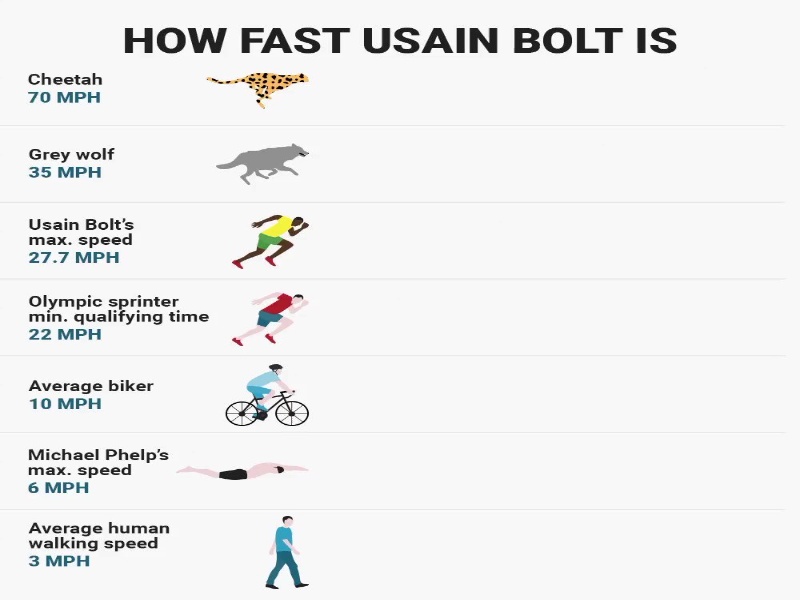 HOW FAST USAIN BOLT IS
Cheetah
70 MPH
Grey wolf
35 MPH
Usain Bolt's
max. speed
27.7 MPH
Olympic sprinter
min. qualifying time
22 MPH
Average biker
10 MPH
Michael Phelp's
max. speed
6 MPH
Average human
walking speed
3 MPH